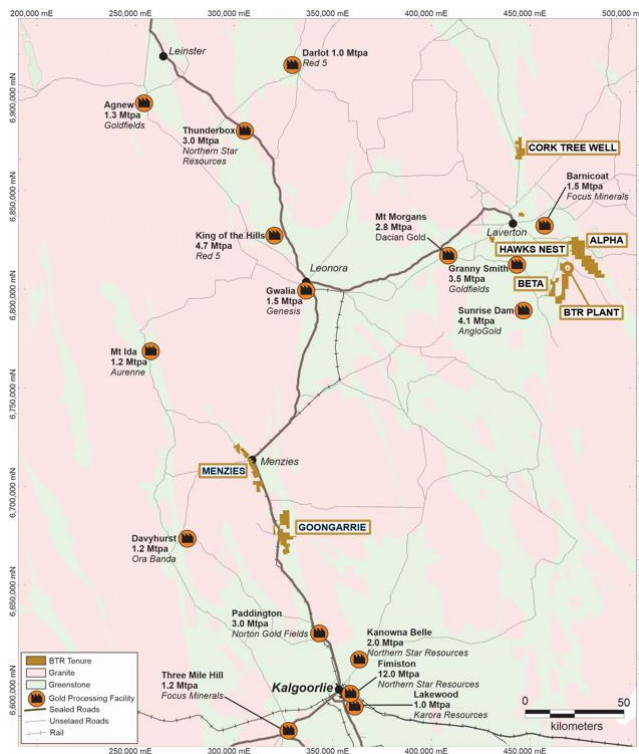 200,000 mE
250,000 mE
300,000 mE
350,000 mE
400,000 mE
450,000 mE
500,000 m
6,900,000 mN
6,850,000 mN
6,800,000 mN
6,750,000 mN
6,700,000 mN
6,650,000 mN
6,600,000 mN
Leinster
Darlot 1.0 Mtpa
Red 5
Agnew
1.3 Mtpa
Goldfields
Thunderbox
3.0 Mtpa
Northern Star
Resources
CORK TREE WELL
Barnicoat
1.5 Mtpa
Focus Minerals
King of the Hills
4.7 Mtpa
Red 5
Mt Morgans
2.8 Mtpa
Dacian Gold
Laverton
HAWKS NEST
ALPHA
Leonora
Granny Smith
3.5 Mtpa
Goldfields
Gwalia
1.5 Mtpa
Genesis
BETA
BTR PLANT
Sunrise Dam
4.1 Mtpa
AngloGold
Mt Ida
1.2 Mtpa
Aurenne
MENZIES
Menzies
GOONGARRIE
Davyhurst
1.2 Mtpa
Ora Banda
Paddington
3.0 Mtpa
Norton Gold Fields
Kanowna Belle
2.0 Mtpa
Northern Star Resources
Fimiston
12.0 Mtpa
Northern Star Resources
Kalgoorlie
Three Mile Hill
1.2 Mtpa
Focus Minerals
Lakewood
1.0 Mtpa
Karora Resources
BTR Tenure
Granite
Greenstone
Gold Processing Facility
Sealed Roads
Unselaed Roads
Rail
0 50
kilometers
250,000 mE
300,000 mE
350,000 mE
400,000 mE
450,000 mE